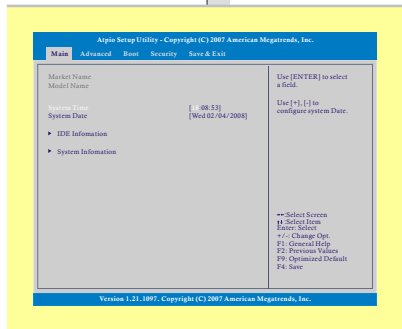 Atpio Setup Utility - Copyright (C) 2007 American Megatrends, Inc.
Main Advanced Boot Security Save & Exit
Market Name
Model Name
System Time [ :08:53]
System Date [Wed 02/04/2008]
IDE Infomation
System Infomation
Use [ENTER] to select
a field.
Use [+], [-] to
configure system Date.
:Select Screen
:Select Item
Enter: Select
+/-: Change Opt.
F1: General Help
F2: Previous Values
F9: Optimized Default
F4: Save
Version 1.21.1097. Copyright (C) 2007 American Megatrends, Inc.